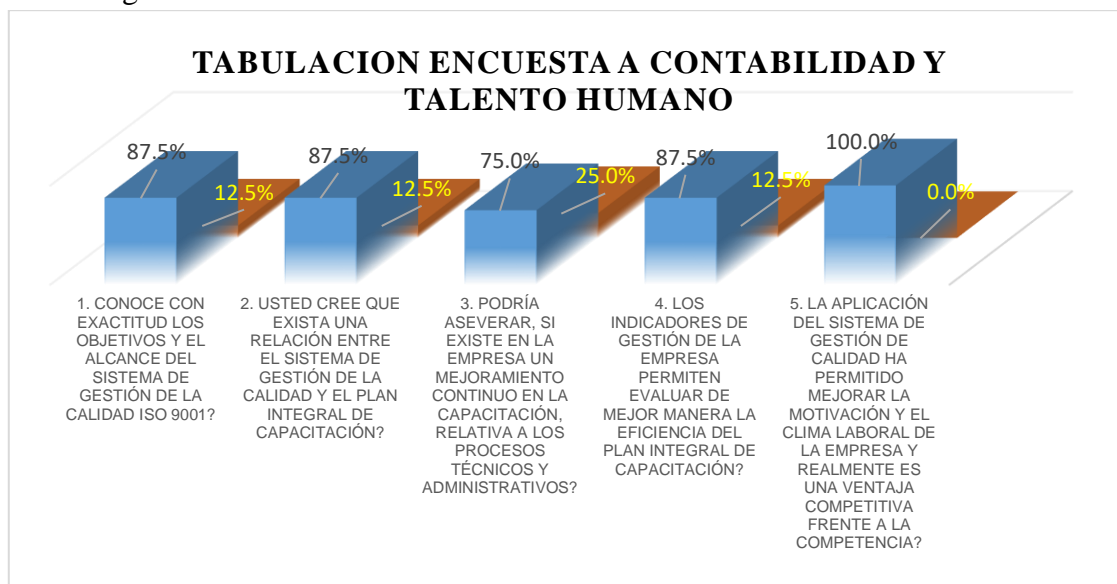 TABULACION ENCUESTA A CONTABILIDAD Y
TALENTO HUMANO
87.5%
12.5%
87.5%
12.5%
75.0%
25.0%
87.5%
12.5%
100.0%
0.0%
1. CONOCE CON
EXACTITUD LOS
OBJETIVOS Y EL
ALCANCE DEL
SISTEMA DE
GESTIÓN DE LA
CALIDAD ISO 9001?
2. USTED CREE QUE
EXISTA UNA
RELACIÓN ENTRE
EL SISTEMA DE
GESTIÓN DE LA
CALIDAD Y EL PLAN
INTEGRAL DE
CAPACITACIÓN?
3. PODRÍA
ASEVERAR, SI
EXISTE EN LA
EMPRESA UN
MEJORAMIENTO
CONTINUO EN LA
CAPACITACIÓN,
RELATIVA A LOS
PROCESOS
TÉCNICOS Y
ADMINISTRATIVOS?
4. LOS
INDICADORES DE
GESTIÓN DE LA
EMPRESA
PERMITEN
EVALUAR DE
MEJOR MANERA LA
EFICIENCIA DEL
PLAN INTEGRAL DE
CAPACITACIÓN?
5. LA APLICACIÓN
DEL SISTEMA DE
GESTIÓN DE
CALIDAD HA
PERMITIDO
MEJORAR LA
MOTIVACIÓN Y EL
CLIMA LABORAL DE
LA EMPRESA Y
REALMENTE ES
UNA VENTAJA
COMPETITIVA
FRENTE A LA
COMPETENCIA?